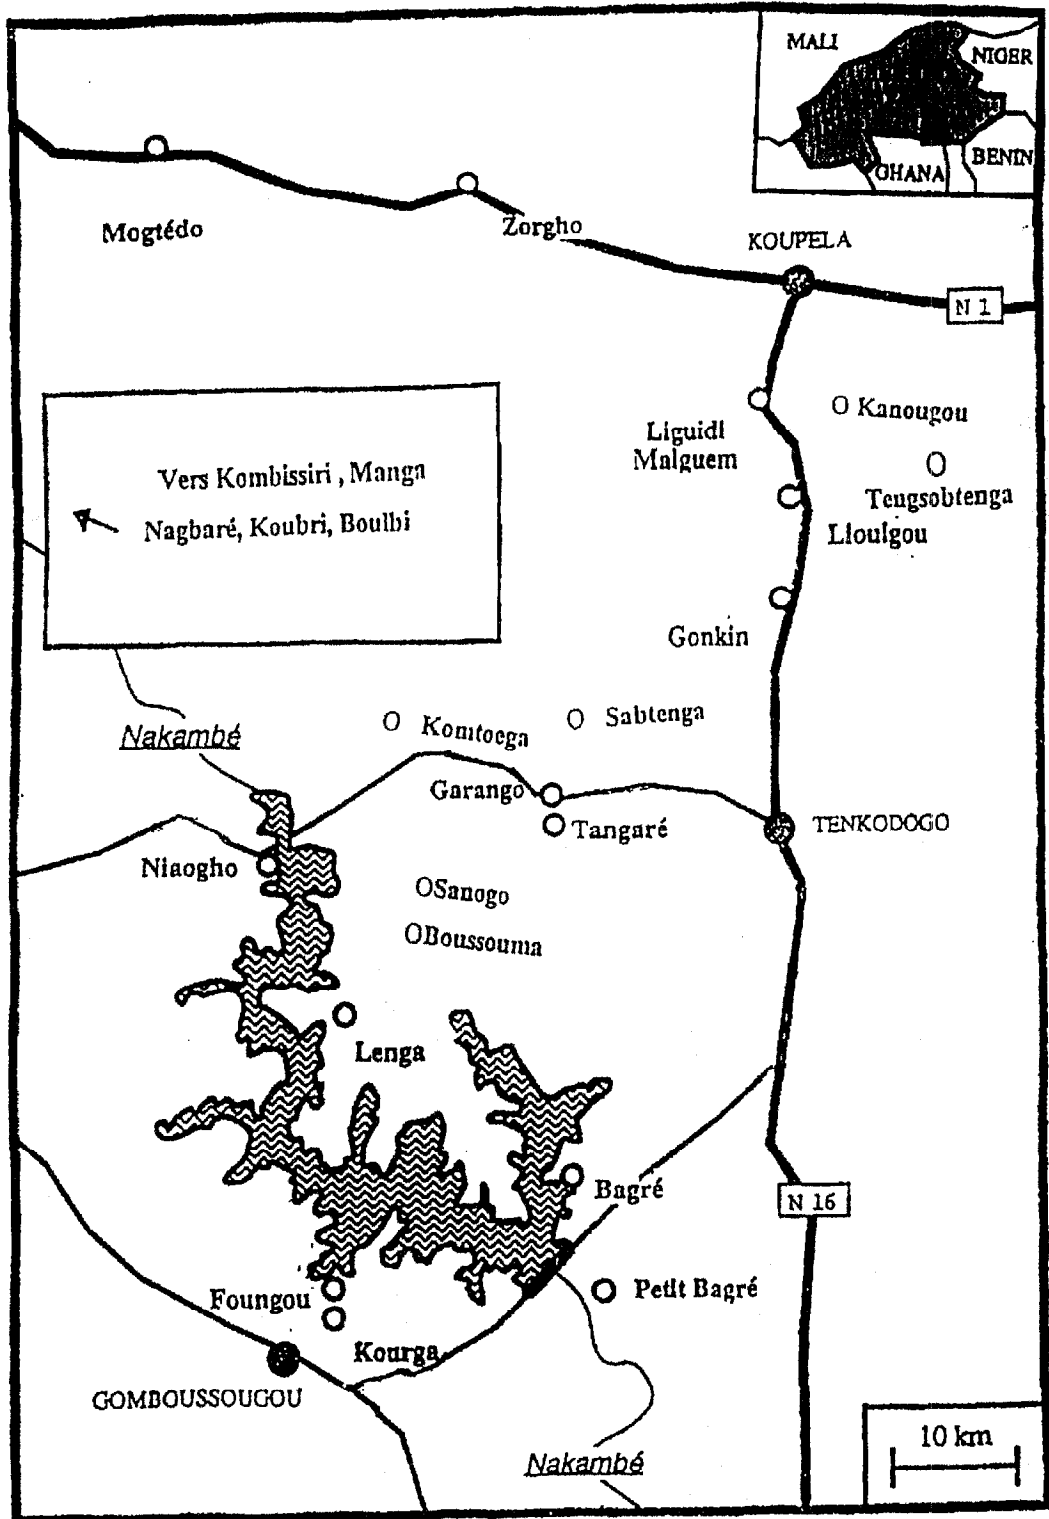 MALI
NIGER
BENIN
GHANA
Mogtédo
Zorgho
KOUPELA
N 1
Liguidi
Malguem
O Kanougou
Teugsobtenga
Lioulgou
Vers Kombissiri , Manga
Nagbaré, Koubri, Boulbi
Gonkin
Nakambé
Komtoega
Sabtenga
Garango
Tangaré
TENKODOGO
Niaogho
Sanogo
Boussouma
Lenga
Bagré
N 16
Foungou
Petit Bagré
Kourga
GOMBOUSSOUGOU
10 km
Nakambé